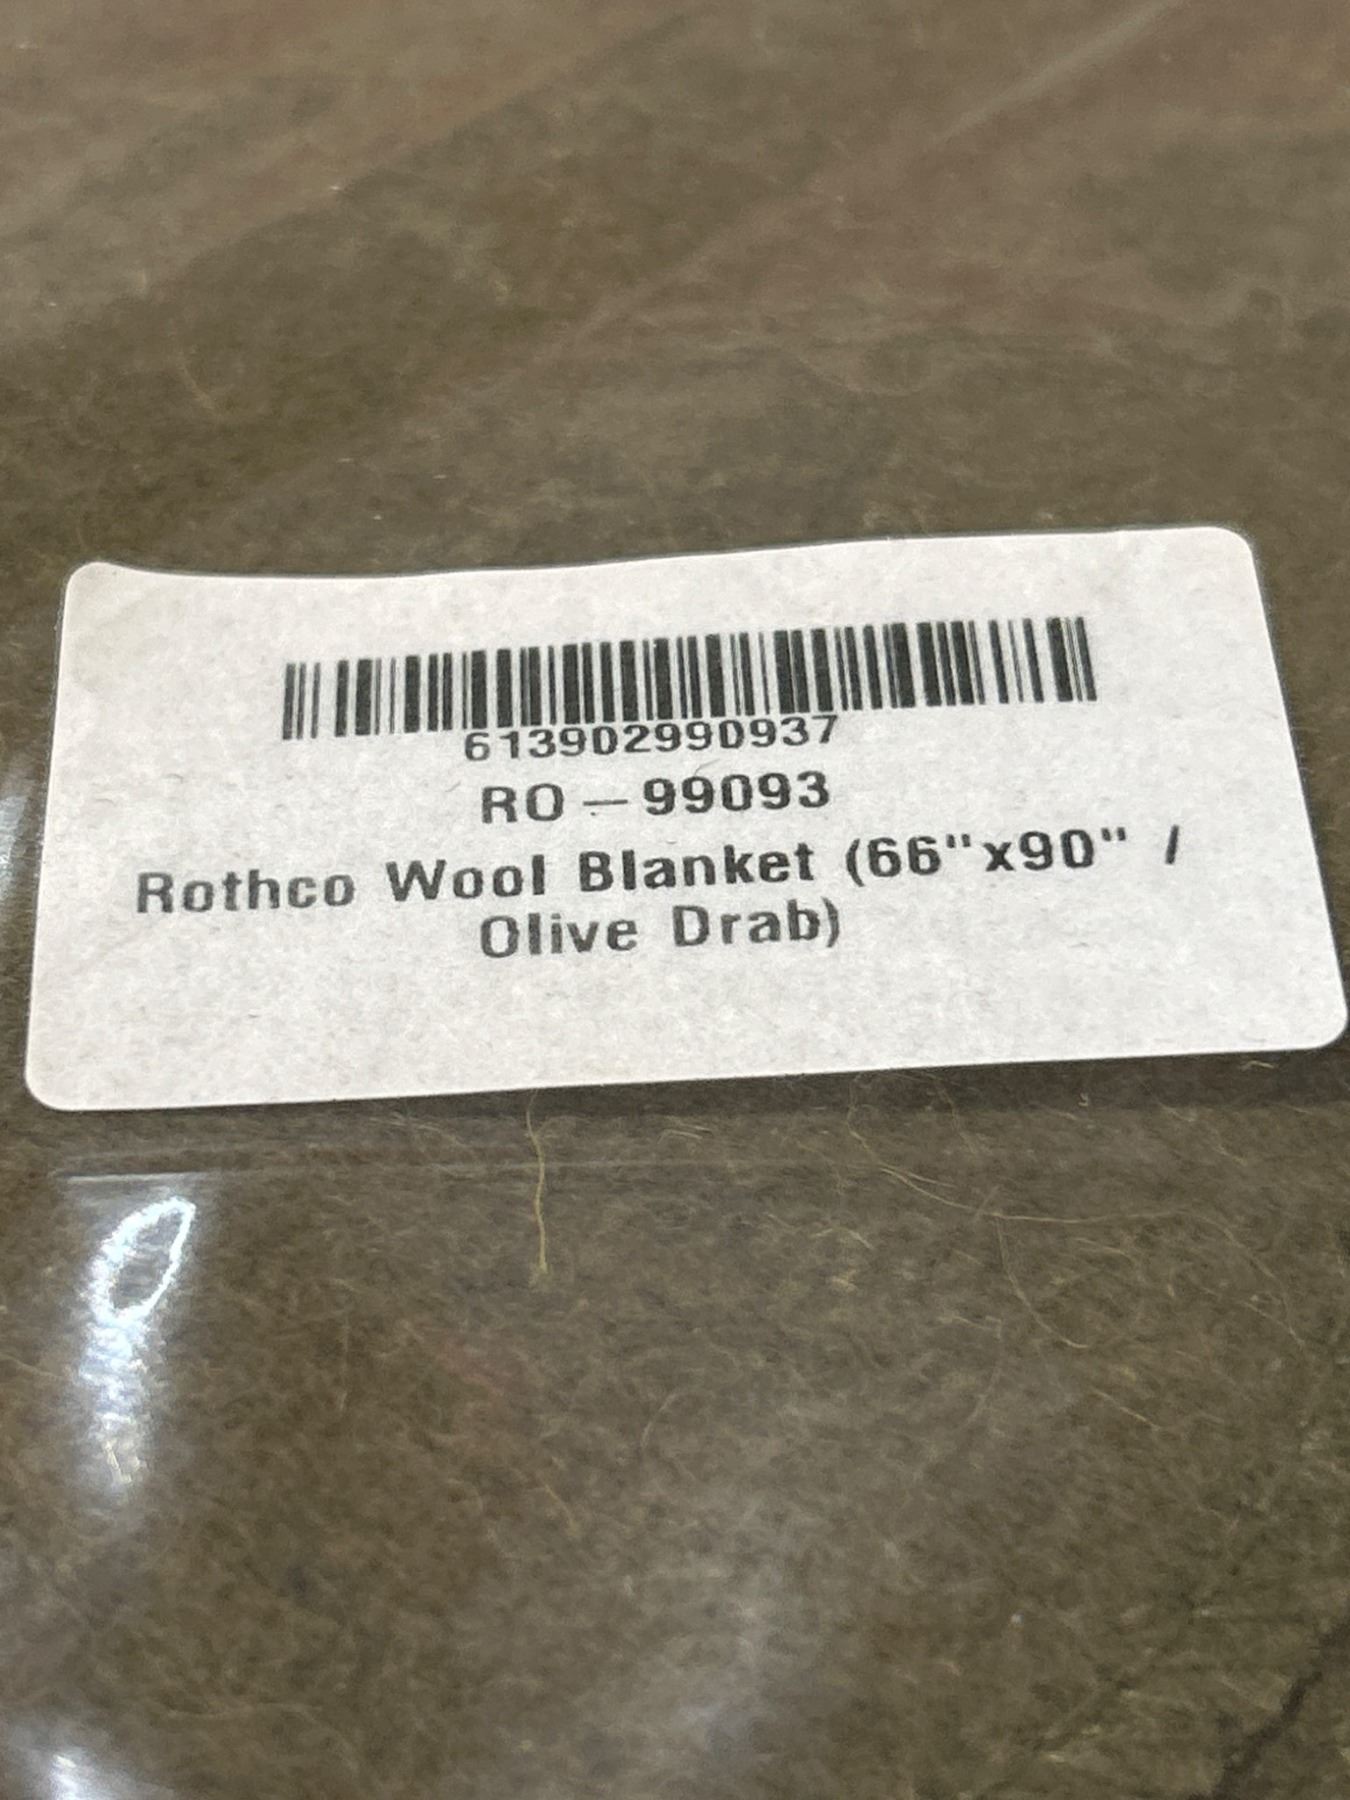 613902990937
RO-99093
Rothco Wool Blanket (66"x90" /
Olive Drab)